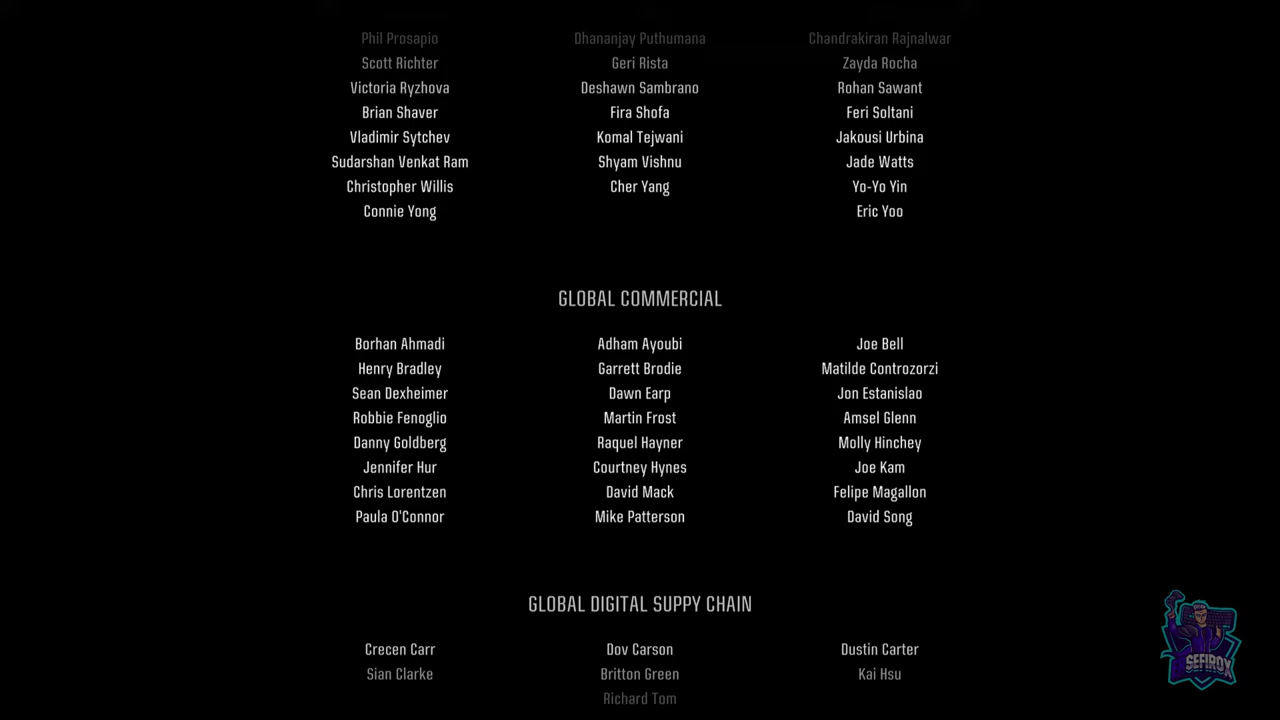 Phil Prosapio Dhananjay Puthumana Chandrakiran Rajnalwar
Scott Richter Geri Rista Zayda Rocha
Victoria Ryzhova Deshawn Sambrano Rohan Sawant
Brian Shaver Fira Shofa Feri Soltani
Vladimir Sytchev Komal Tejwani Jakousi Urbina
Sudarshan Venkat Ram Shyam Vishnu Jade Watts
Christopher Willis Cher Yang Yo-Yo Yin
Connie Yong Eric Yoo
GLOBAL COMMERCIAL
Borhan Ahmadi Adham Ayoubi Joe Bell
Henry Bradley Garrett Brodie Matilde Controzorzi
Sean Dexheimer Dawn Earp Jon Estanislao
Robbie Fenoglio Martin Frost Amsel Glenn
Danny Goldberg Raquel Hayner Molly Hinchey
Jennifer Hur Courtney Hynes Joe Kam
Chris Lorentzen David Mack Felipe Magallon
Paula O'Connor Mike Patterson David Song
GLOBAL DIGITAL SUPPY CHAIN
Crecen Carr Dov Carson Dustin Carter
Sian Clarke Britton Green Kai Hsu
Richard Tom
SEFIROX